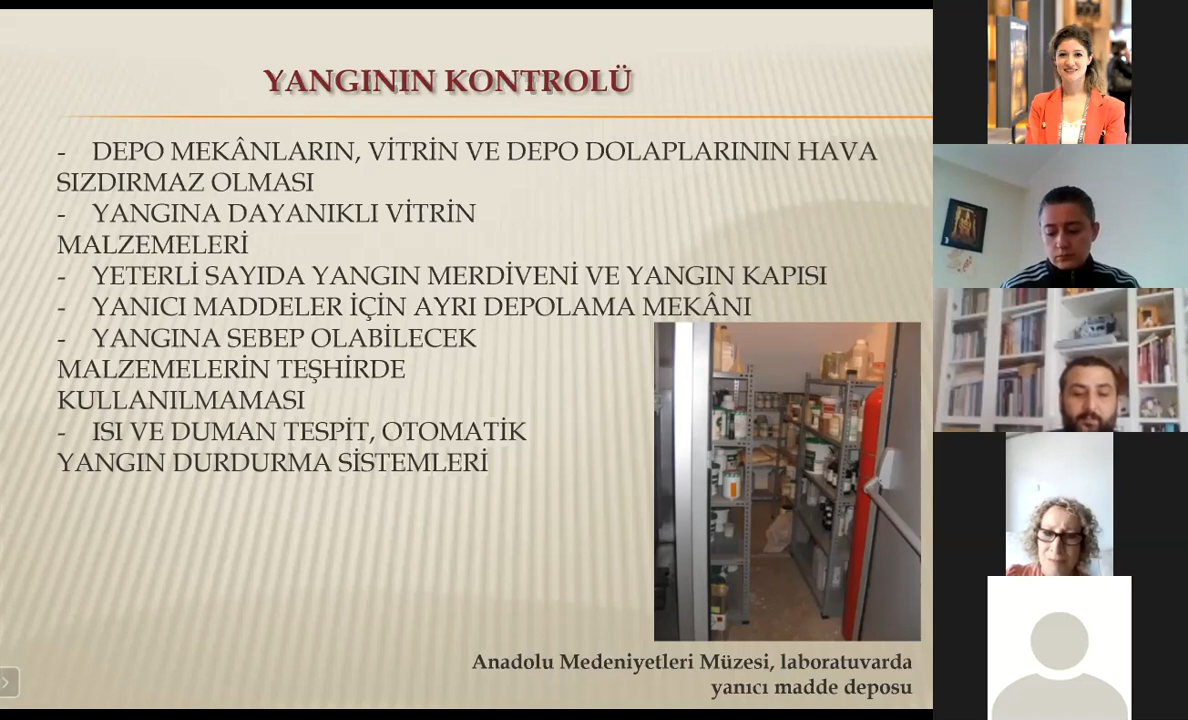 YANGININ KONTROLÜ
- DEPO MEKÂNLARIN, VİTRİN VE DEPO DOLAPLARININ HAVA
SIZDIRMAZ OLMASI
- YANGINA DAYANIKLI VİTRİN
MALZEMELERİ
- YETERLİ SAYIDA YANGIN MERDİVENİ VE YANGIN KAPISI
- YANICI MADDELER İÇİN AYRI DEPOLAMA MEKÂNI
- YANGINA SEBEP OLABİLECEK
MALZEMELERİN TEŞHİRDE
KULLANILMAMASI
- ISI VE DUMAN TESPİT, OTOMATİK
YANGIN DURDURMA SİSTEMLERİ
Anadolu Medeniyetleri Müzesi, laboratuvarda
yanıcı madde deposu